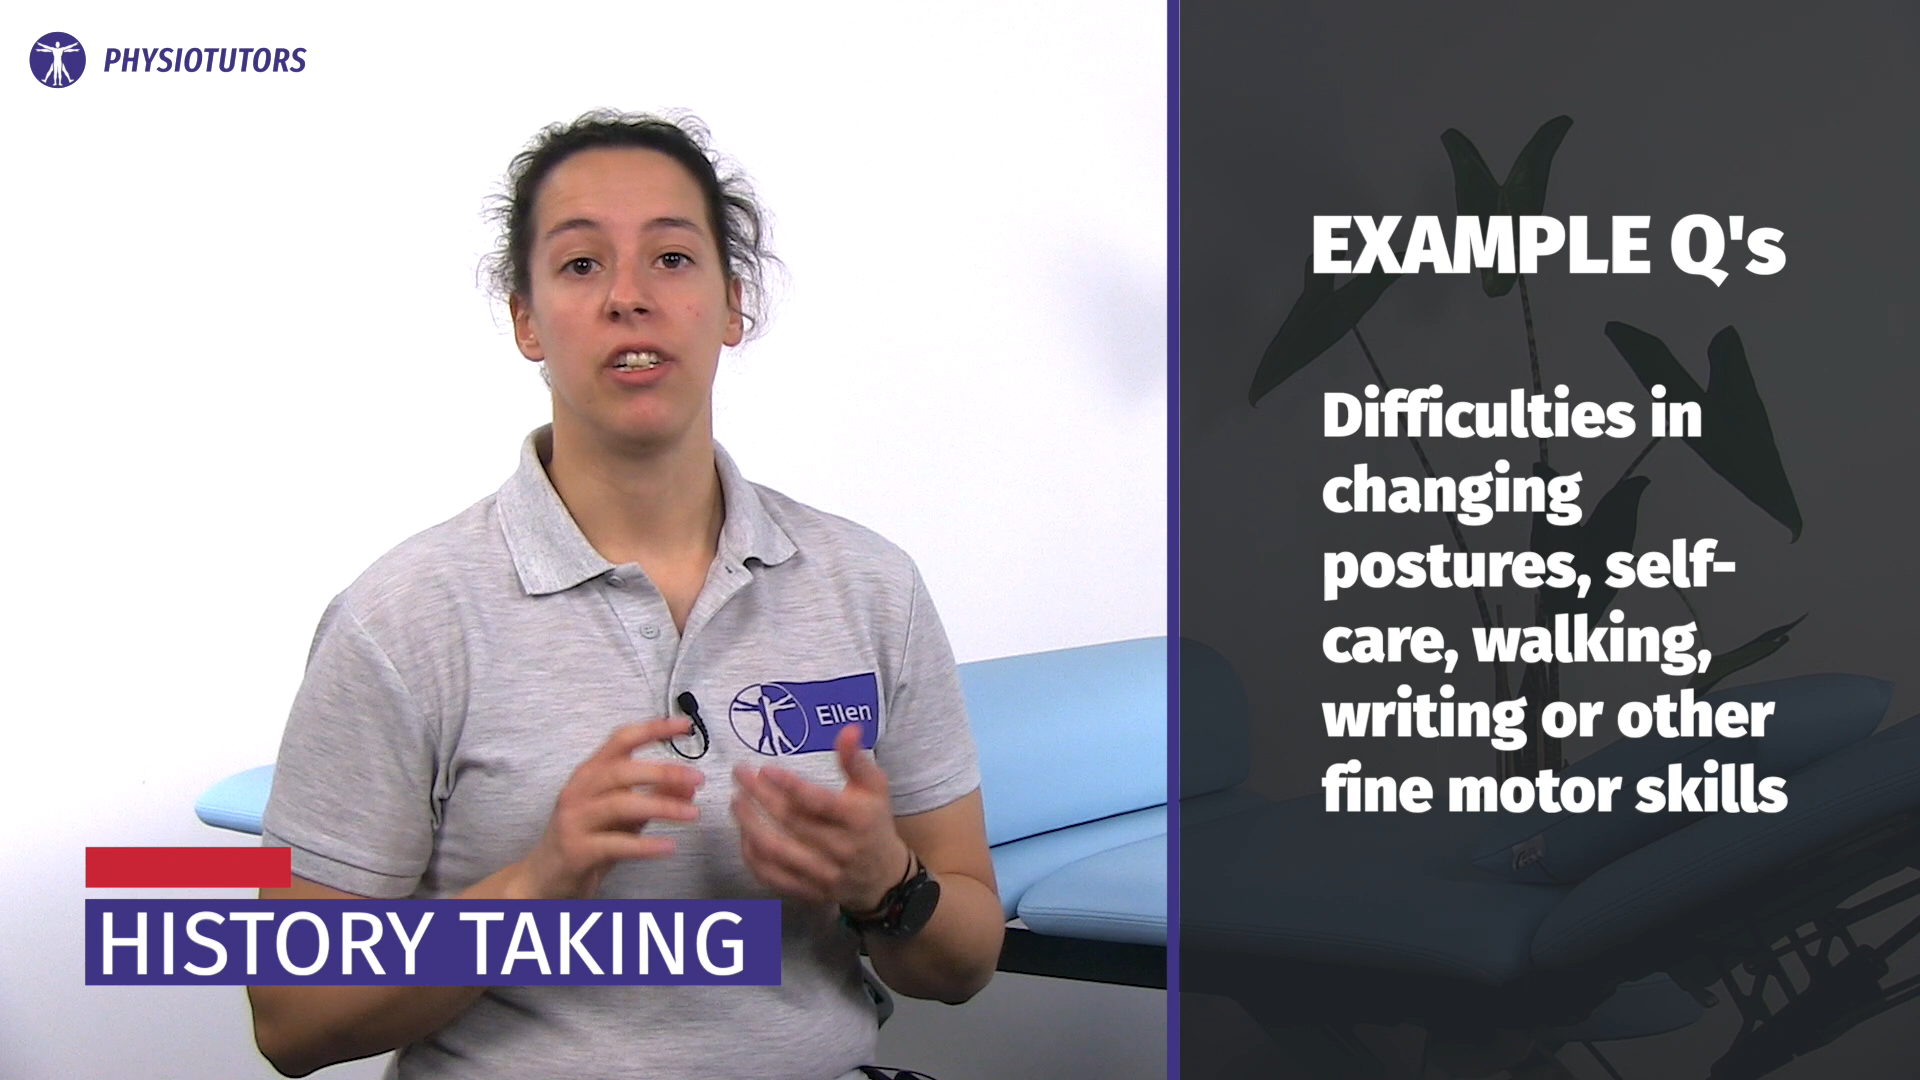 PHYSIOTUTORS
EXAMPLE Q's
Difficulties in
changing
postures, self-
care, walking,
writing or other
fine motor skills
Ellen
HISTORY TAKING